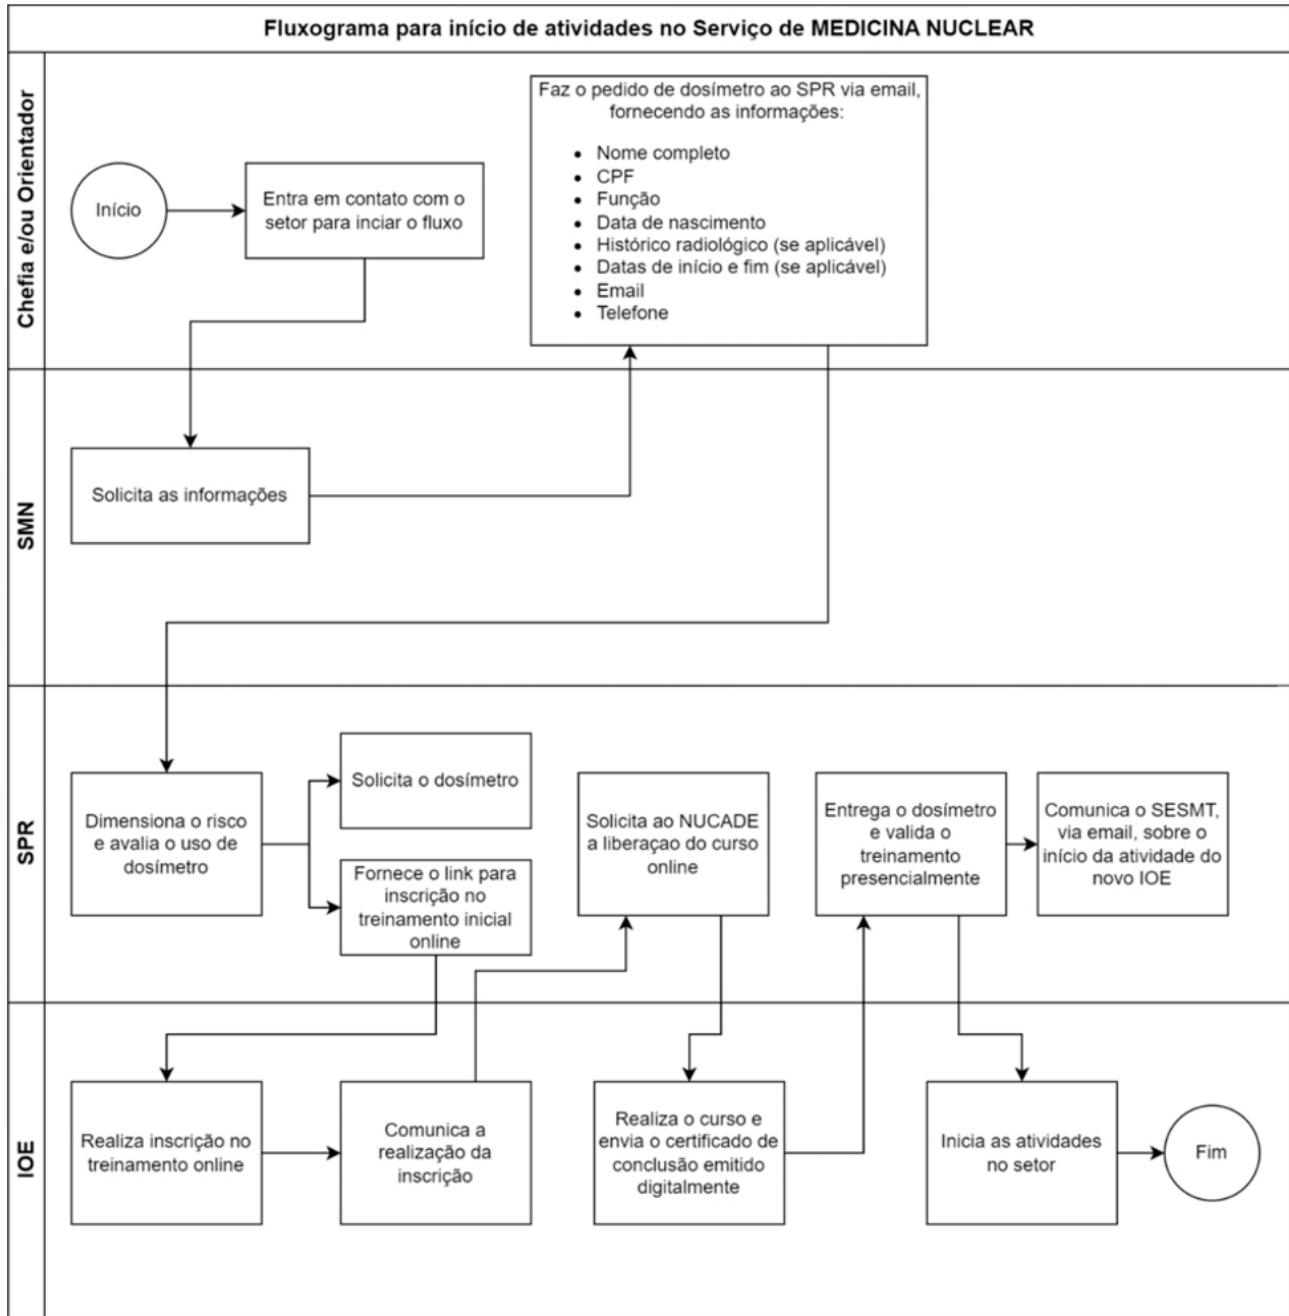 Fluxograma para início de atividades no Serviço de MEDICINA NUCLEAR
Chefia e/ou Orientador
Início
Entra em contato com o
setor para inciar o fluxo
Faz o pedido de dosímetro ao SPR via email,
fornecendo as informações:
• Nome completo
• CPF
• Função
• Data de nascimento
• Histórico radiológico (se aplicável)
• Datas de início e fim (se aplicável)
• Email
• Telefone
SMN
Solicita as informações
SPR
Dimensiona o risco
e avalia o uso de
dosímetro
Solicita o dosímetro
Fornece o link para
inscrição no
treinamento inicial
online
Solicita ao NUCADE
a liberaçao do curso
online
Entrega o dosímetro
e valida o
treinamento
presencialmente
Comunica o SESMT,
via email, sobre o
início da atividade do
novo IOE
IOE
Realiza inscrição no
treinamento online
Comunica a
realização da
inscrição
Realiza o curso e
envia o certificado de
conclusão emitido
digitalmente
Inicia as atividades
no setor
Fim